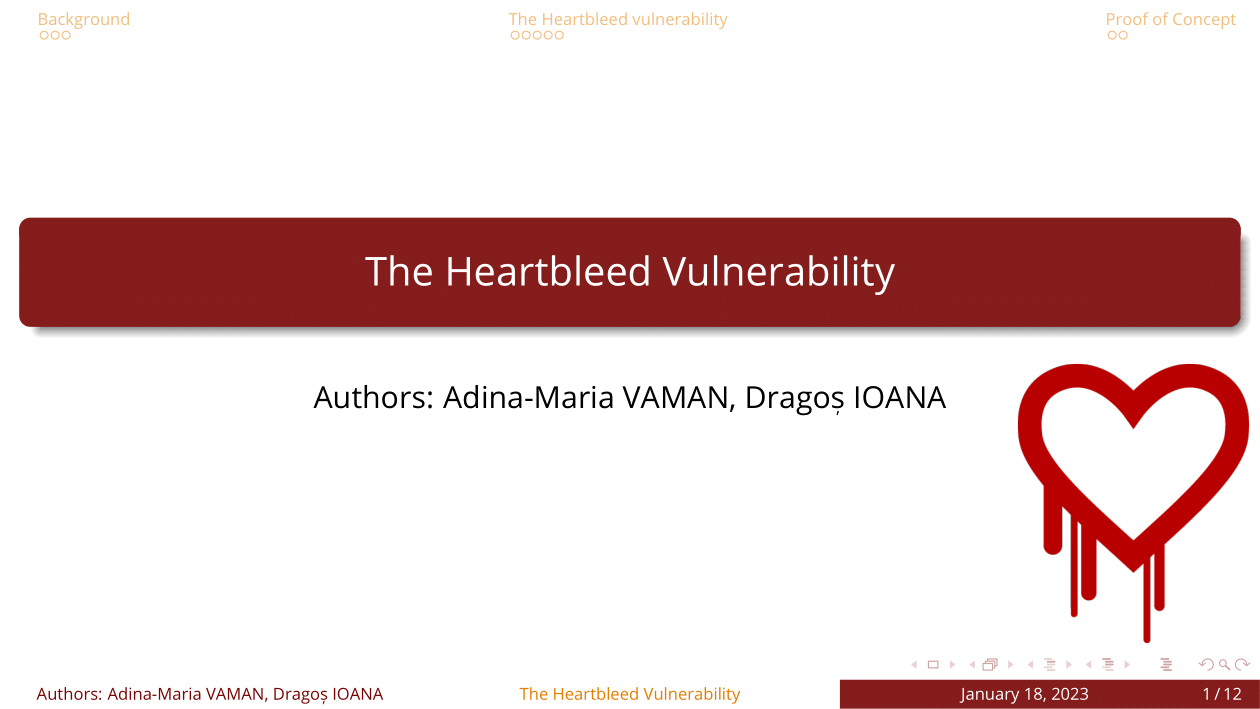 Background
The Heartbleed vulnerability
Proof of Concept
The Heartbleed Vulnerability
Authors: Adina-Maria VAMAN, Dragoș IOANA
Authors: Adina-Maria VAMAN, Dragoș IOANA
The Heartbleed Vulnerability
January 18, 2023
1 / 12